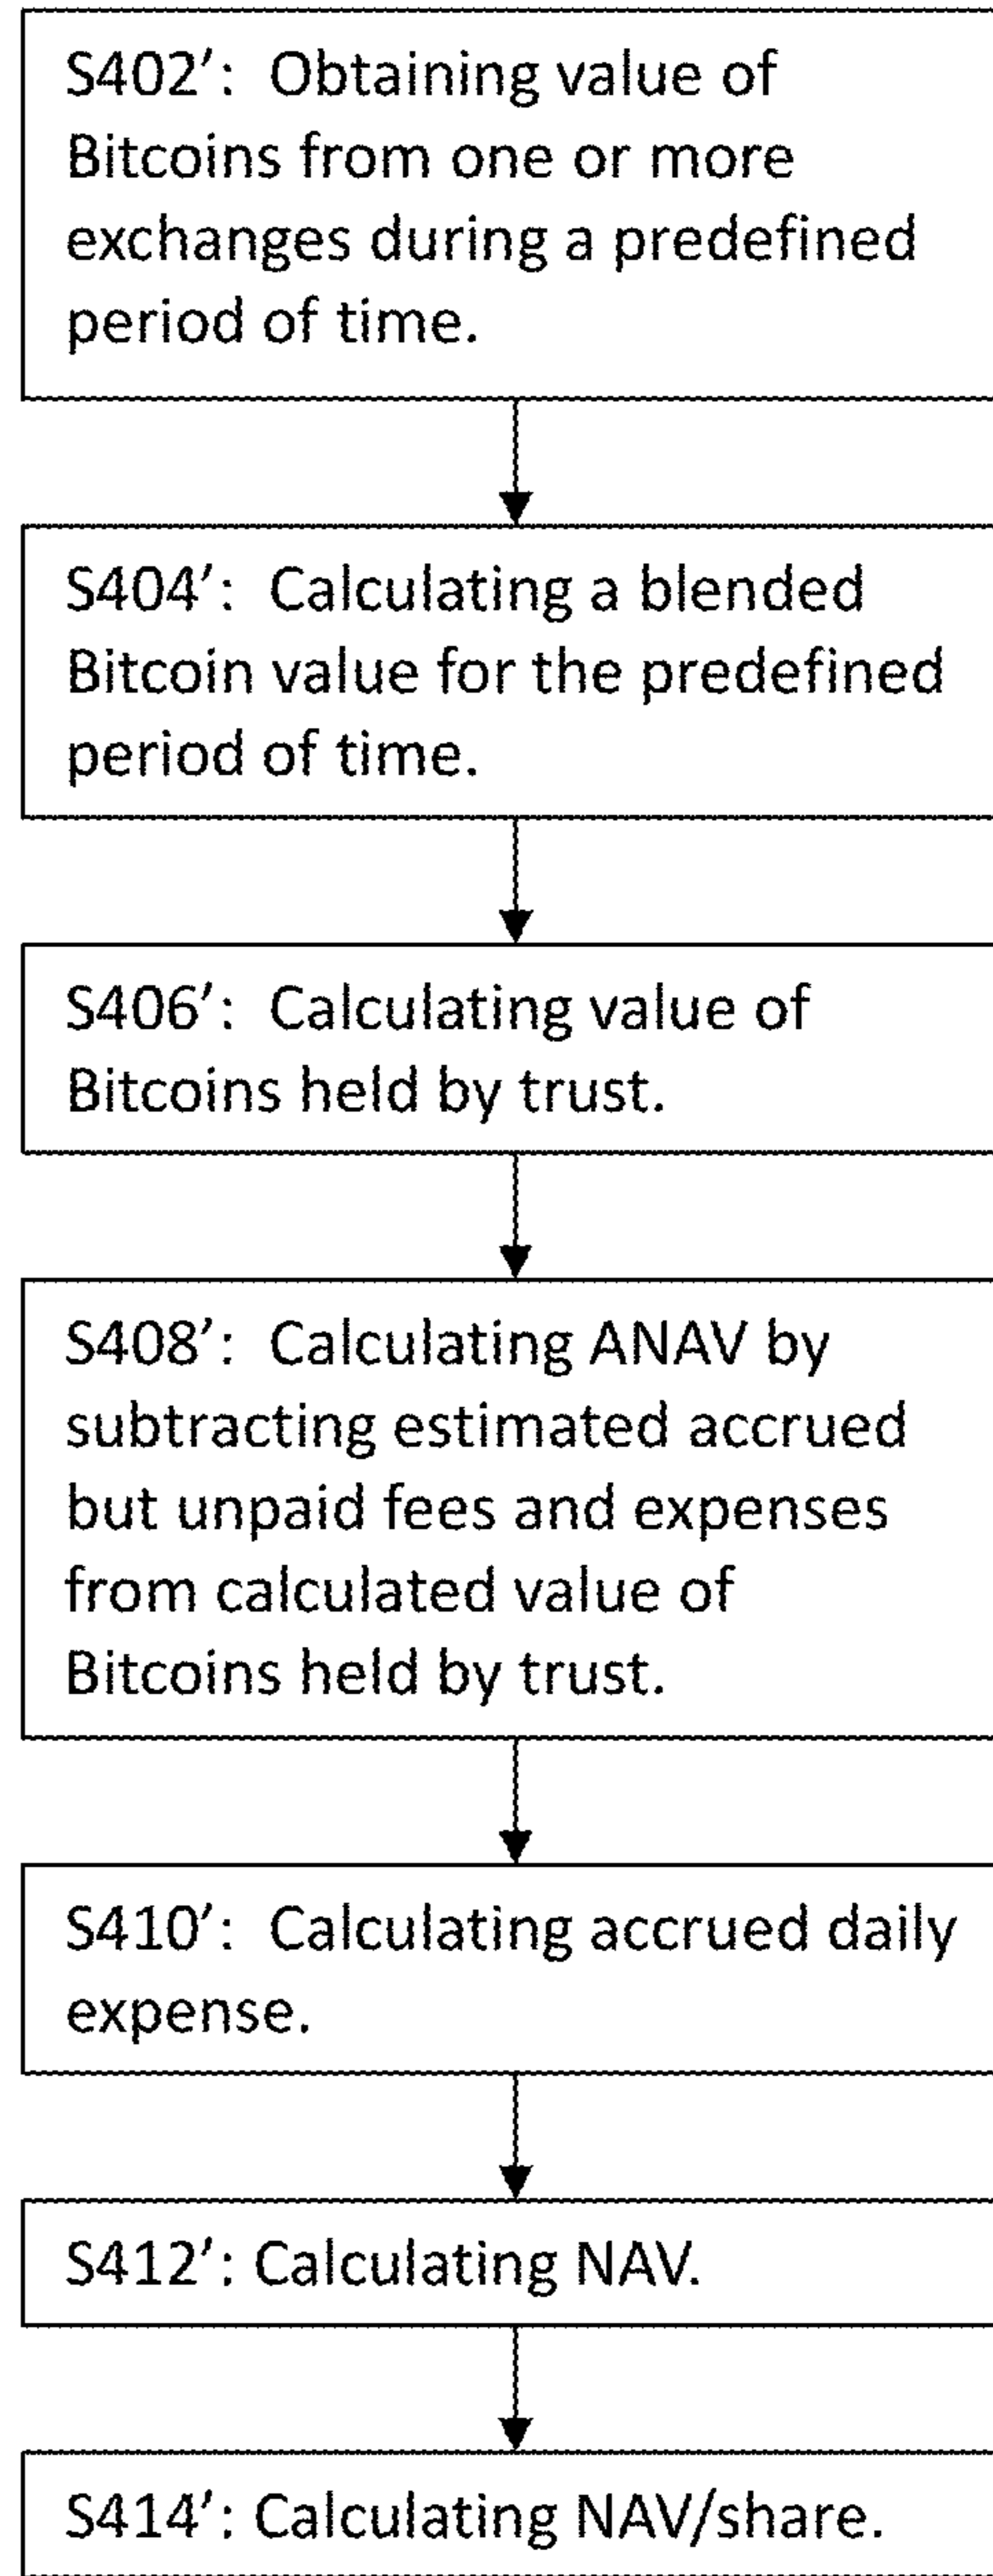 S402′: Obtaining value of
Bitcoins from one or more
exchanges during a predefined
period of time.
S404′: Calculating a blended
Bitcoin value for the predefined
period of time.
S406′: Calculating value of
Bitcoins held by trust.
S408′: Calculating ANAV by
subtracting estimated accrued
but unpaid fees and expenses
from calculated value of
Bitcoins held by trust.
S410′: Calculating accrued daily
expense.
S412′: Calculating NAV.
S414′: Calculating NAV/share.